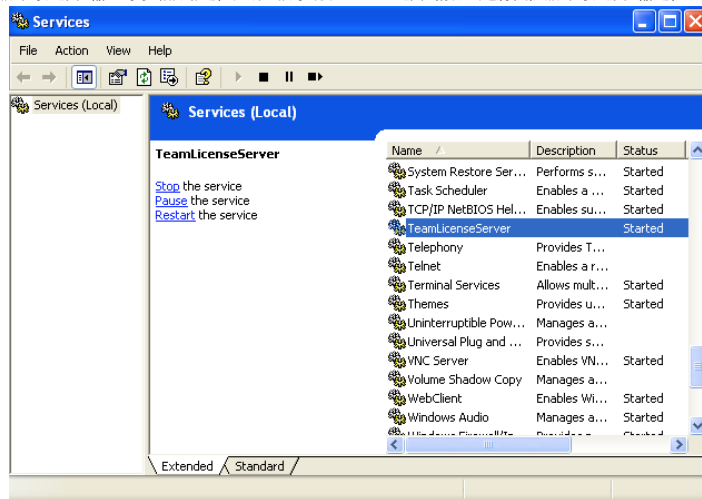 Services
File Action View Help
Services (Local)
Services (Local)
TeamLicenseServer
Stop the service
Pause the service
Restart the service
Name Description Status
System Restore Ser... Performs s... Started
Task Scheduler Enables a ... Started
TCP/IP NetBIOS Hel... Enables su... Started
TeamLicenseServer Started
Telephony Provides T...
Telnet Enables a r...
Terminal Services Allows mult... Started
Themes Provides u... Started
Uninterruptible Pow... Manages a...
Universal Plug and ... Provides s...
VNC Server Enables VN... Started
Volume Shadow Copy Manages a...
WebClient Enables Wi... Started
Windows Audio Manages a... Started
Extended Standard